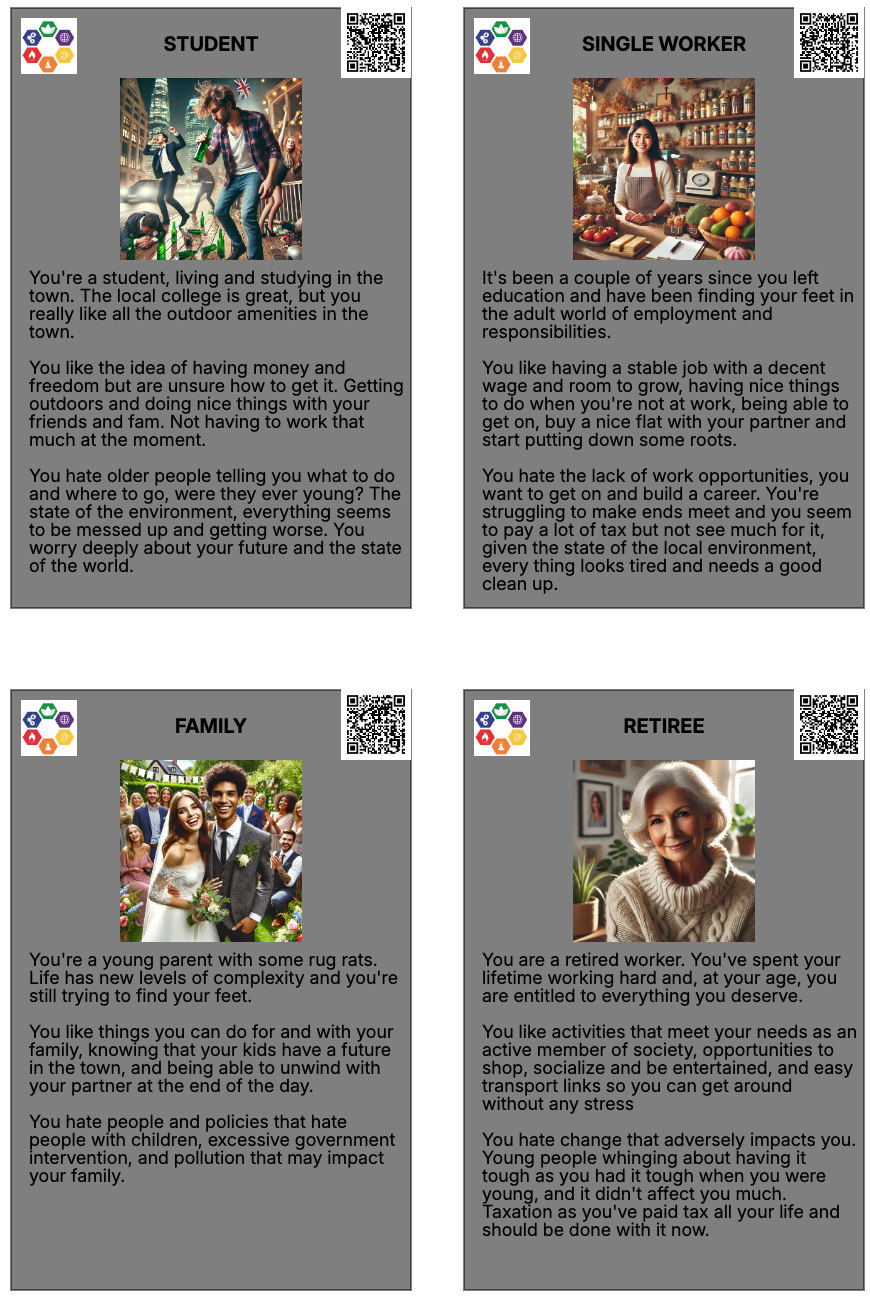 STUDENT
You're a student, living and studying in the
town. The local college is great, but you
really like all the outdoor amenities in the
town.
You like the idea of having money and
freedom but are unsure how to get it. Getting
outdoors and doing nice things with your
friends and fam. Not having to work that
much at the moment.
You hate older people telling you what to do
and where to go, were they ever young? The
state of the environment, everything seems
to be messed up and getting worse. You
worry deeply about your future and the state
of the world.
SINGLE WORKER
It's been a couple of years since you left
education and have been finding your feet in
the adult world of employment and
responsibilities.
You like having a stable job with a decent
wage and room to grow, having nice things
to do when you're not at work, being able to
get on, buy a nice flat with your partner and
start putting down some roots.
You hate the lack of work opportunities, you
want to get on and build a career. You're
struggling to make ends meet and you seem
to pay a lot of tax but not see much for it,
given the state of the local environment,
every thing looks tired and needs a good
clean up.
FAMILY
You're a young parent with some rug rats.
Life has new levels of complexity and you're
still trying to find your feet.
You like things you can do for and with your
family, knowing that your kids have a future
in the town, and being able to unwind with
your partner at the end of the day.
You hate people and policies that hate
people with children, excessive government
intervention, and pollution that may impact
your family.
RETIREE
You are a retired worker. You've spent your
lifetime working hard and, at your age, you
are entitled to everything you deserve.
You like activities that meet your needs as an
active member of society, opportunities to
shop, socialize and be entertained, and easy
transport links so you can get around
without any stress
You hate change that adversely impacts you.
Young people whinging about having it
tough as you had it tough when you were
young, and it didn't affect you much.
Taxation as you've paid tax all your life and
should be done with it now.